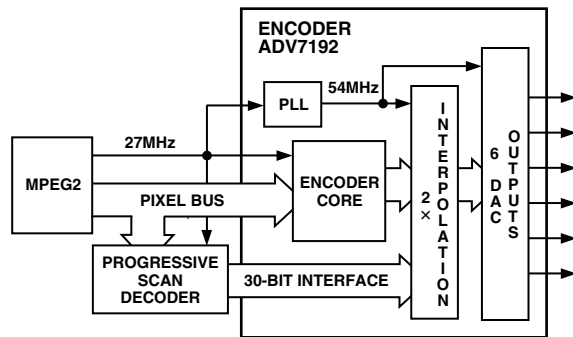 ENCODER
ADV7192
54MHz
PLL
27MHz
MPEG2
ENCODER
CORE
PIXEL BUS
2×
INTERPOLATION
6 DAC
OUTPUTS
PROGRESSIVE
SCAN
DECODER
30-BIT INTERFACE